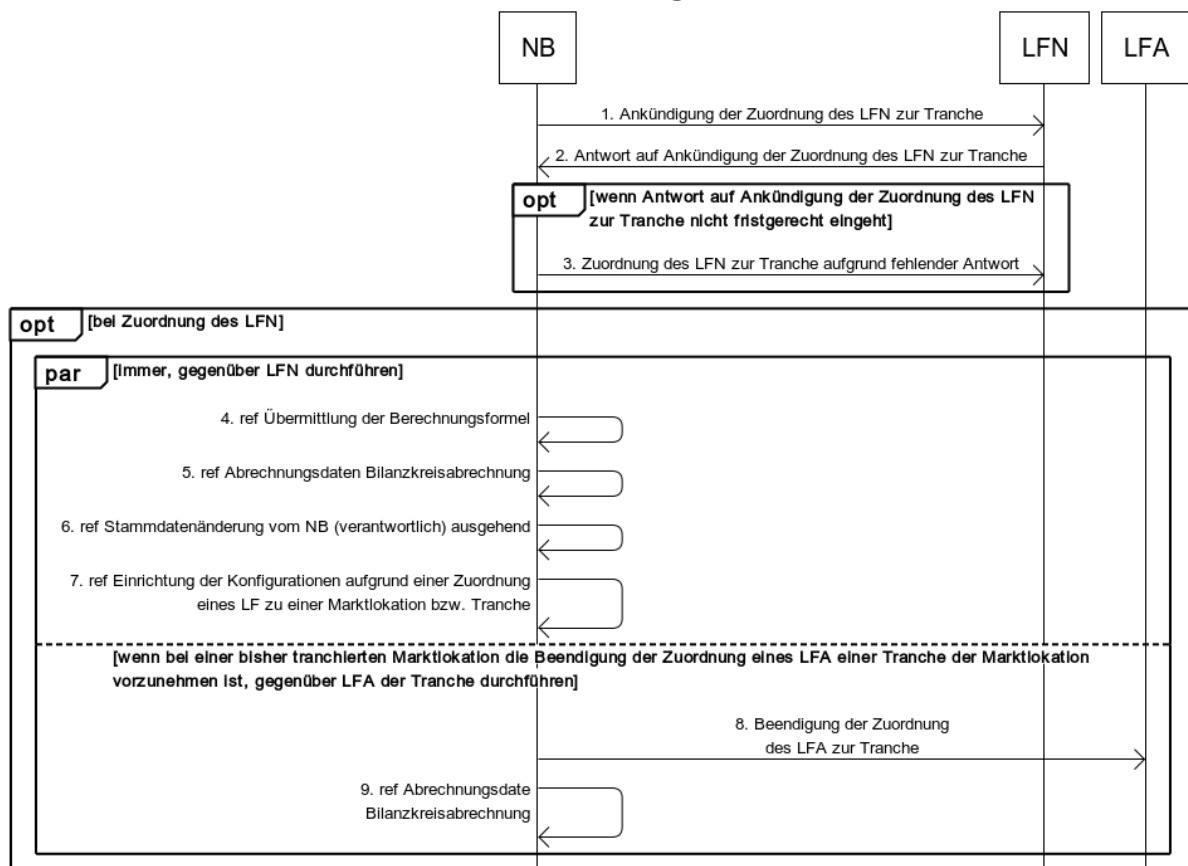 NB
LFN
LFA
1. Ankündigung der Zuordnung des LFN zur Tranche
2. Antwort auf Ankündigung der Zuordnung des LFN zur Tranche
opt
[wenn Antwort auf Ankündigung der Zuordnung des LFN
zur Tranche nicht fristgerecht eingeht]
3. Zuordnung des LFN zur Tranche aufgrund fehlender Antwort
opt
[bei Zuordnung des LFN]
par
[immer, gegenüber LFN durchführen]
4. ref Übermittlung der Berechnungsformel
5. ref Abrechnungsdaten Bilanzkreisabrechnung
6. ref Stammdatenänderung vom NB (verantwortlich) ausgehend
7. ref Einrichtung der Konfigurationen aufgrund einer Zuordnung
eines LF zu einer Marktlokation bzw. Tranche
[wenn bei einer bisher tranchierten Marktlokation die Beendigung der Zuordnung eines LFA einer Tranche der Marktlokation
vorzunehmen ist, gegenüber LFA der Tranche durchführen]
8. Beendigung der Zuordnung
des LFA zur Tranche
9. ref Abrechnungsdate
Bilanzkreisabrechnung